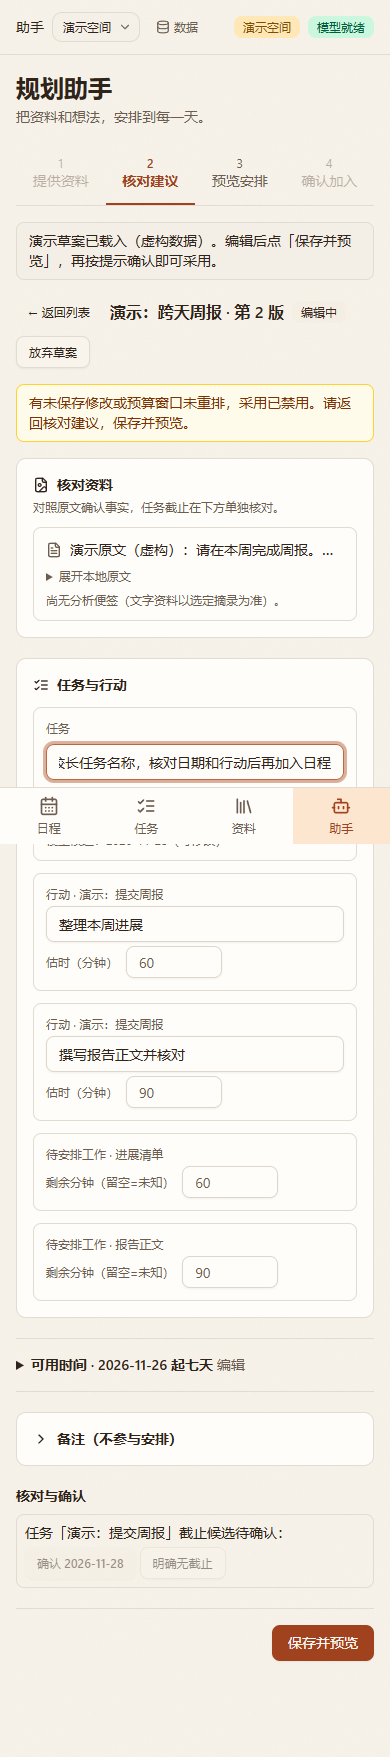 助手 演示空间 数据 演示空间 模型就绪
规划助手
把资料和想法，安排到每一天。
1 2 3 4
提供资料 核对建议 预览安排 确认加入
演示草案已载入（虚构数据）。编辑后点「保存并预
览」，再按提示确认即可采用。
← 返回列表 演示：跨天周报 · 第 2 版 编辑中
放弃草案
有未保存修改或预算窗口未重排，采用已禁用。请返
回核对建议，保存并预览。
核对资料
对照原文确认事实，任务截止在下方单独核对。
演示原文（虚构）：请在本周完成周报。...
展开本地原文
尚无分析便签（文字资料以选定摘录为准）。
任务与行动
任务
长任务名称，核对日期和行动后再加入日程
日程 任务 资料 助手
行动 · 演示：提交周报
整理本周进展
估时（分钟） 60
行动 · 演示：提交周报
撰写报告正文并核对
估时（分钟） 90
待安排工作 · 进展清单
剩余分钟（留空=未知） 60
待安排工作 · 报告正文
剩余分钟（留空=未知） 90
可用时间 · 2026-11-26 起七天 编辑
备注（不参与安排）
核对与确认
任务「演示：提交周报」截止候选待确认：
确认 2026-11-28 明确无截止
保存并预览